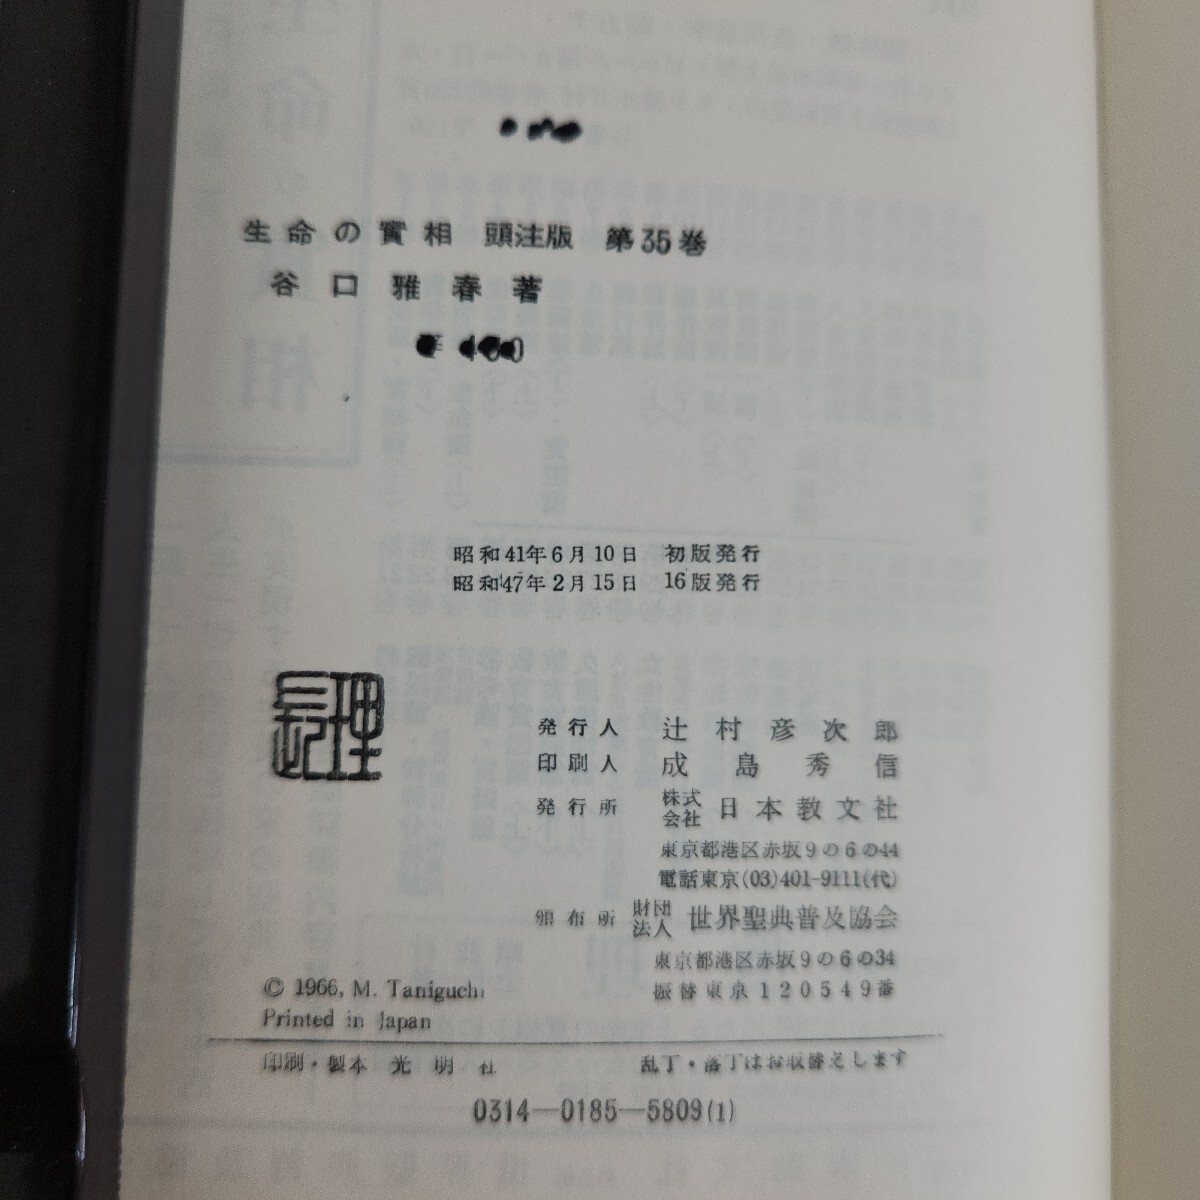 生命の實相 頭注版 第35巻
谷口雅春著
昭和41年6月10日 初版発行
昭和47年2月15日 16版発行
発行人 辻村彦次郎
印刷人 成島秀信
発行所 株式会社 日本教文社
東京都港区赤坂9の6の44
電話東京(03)401-9111(代)
頒布所 財団法人 世界聖典普及協会
東京都港区赤坂9の6の34
振替東京120549番
© 1966, M. Taniguchi
Printed in Japan
印刷・製本 光明社 乱丁・落丁はお取替えします
0314—0185—5809(1)